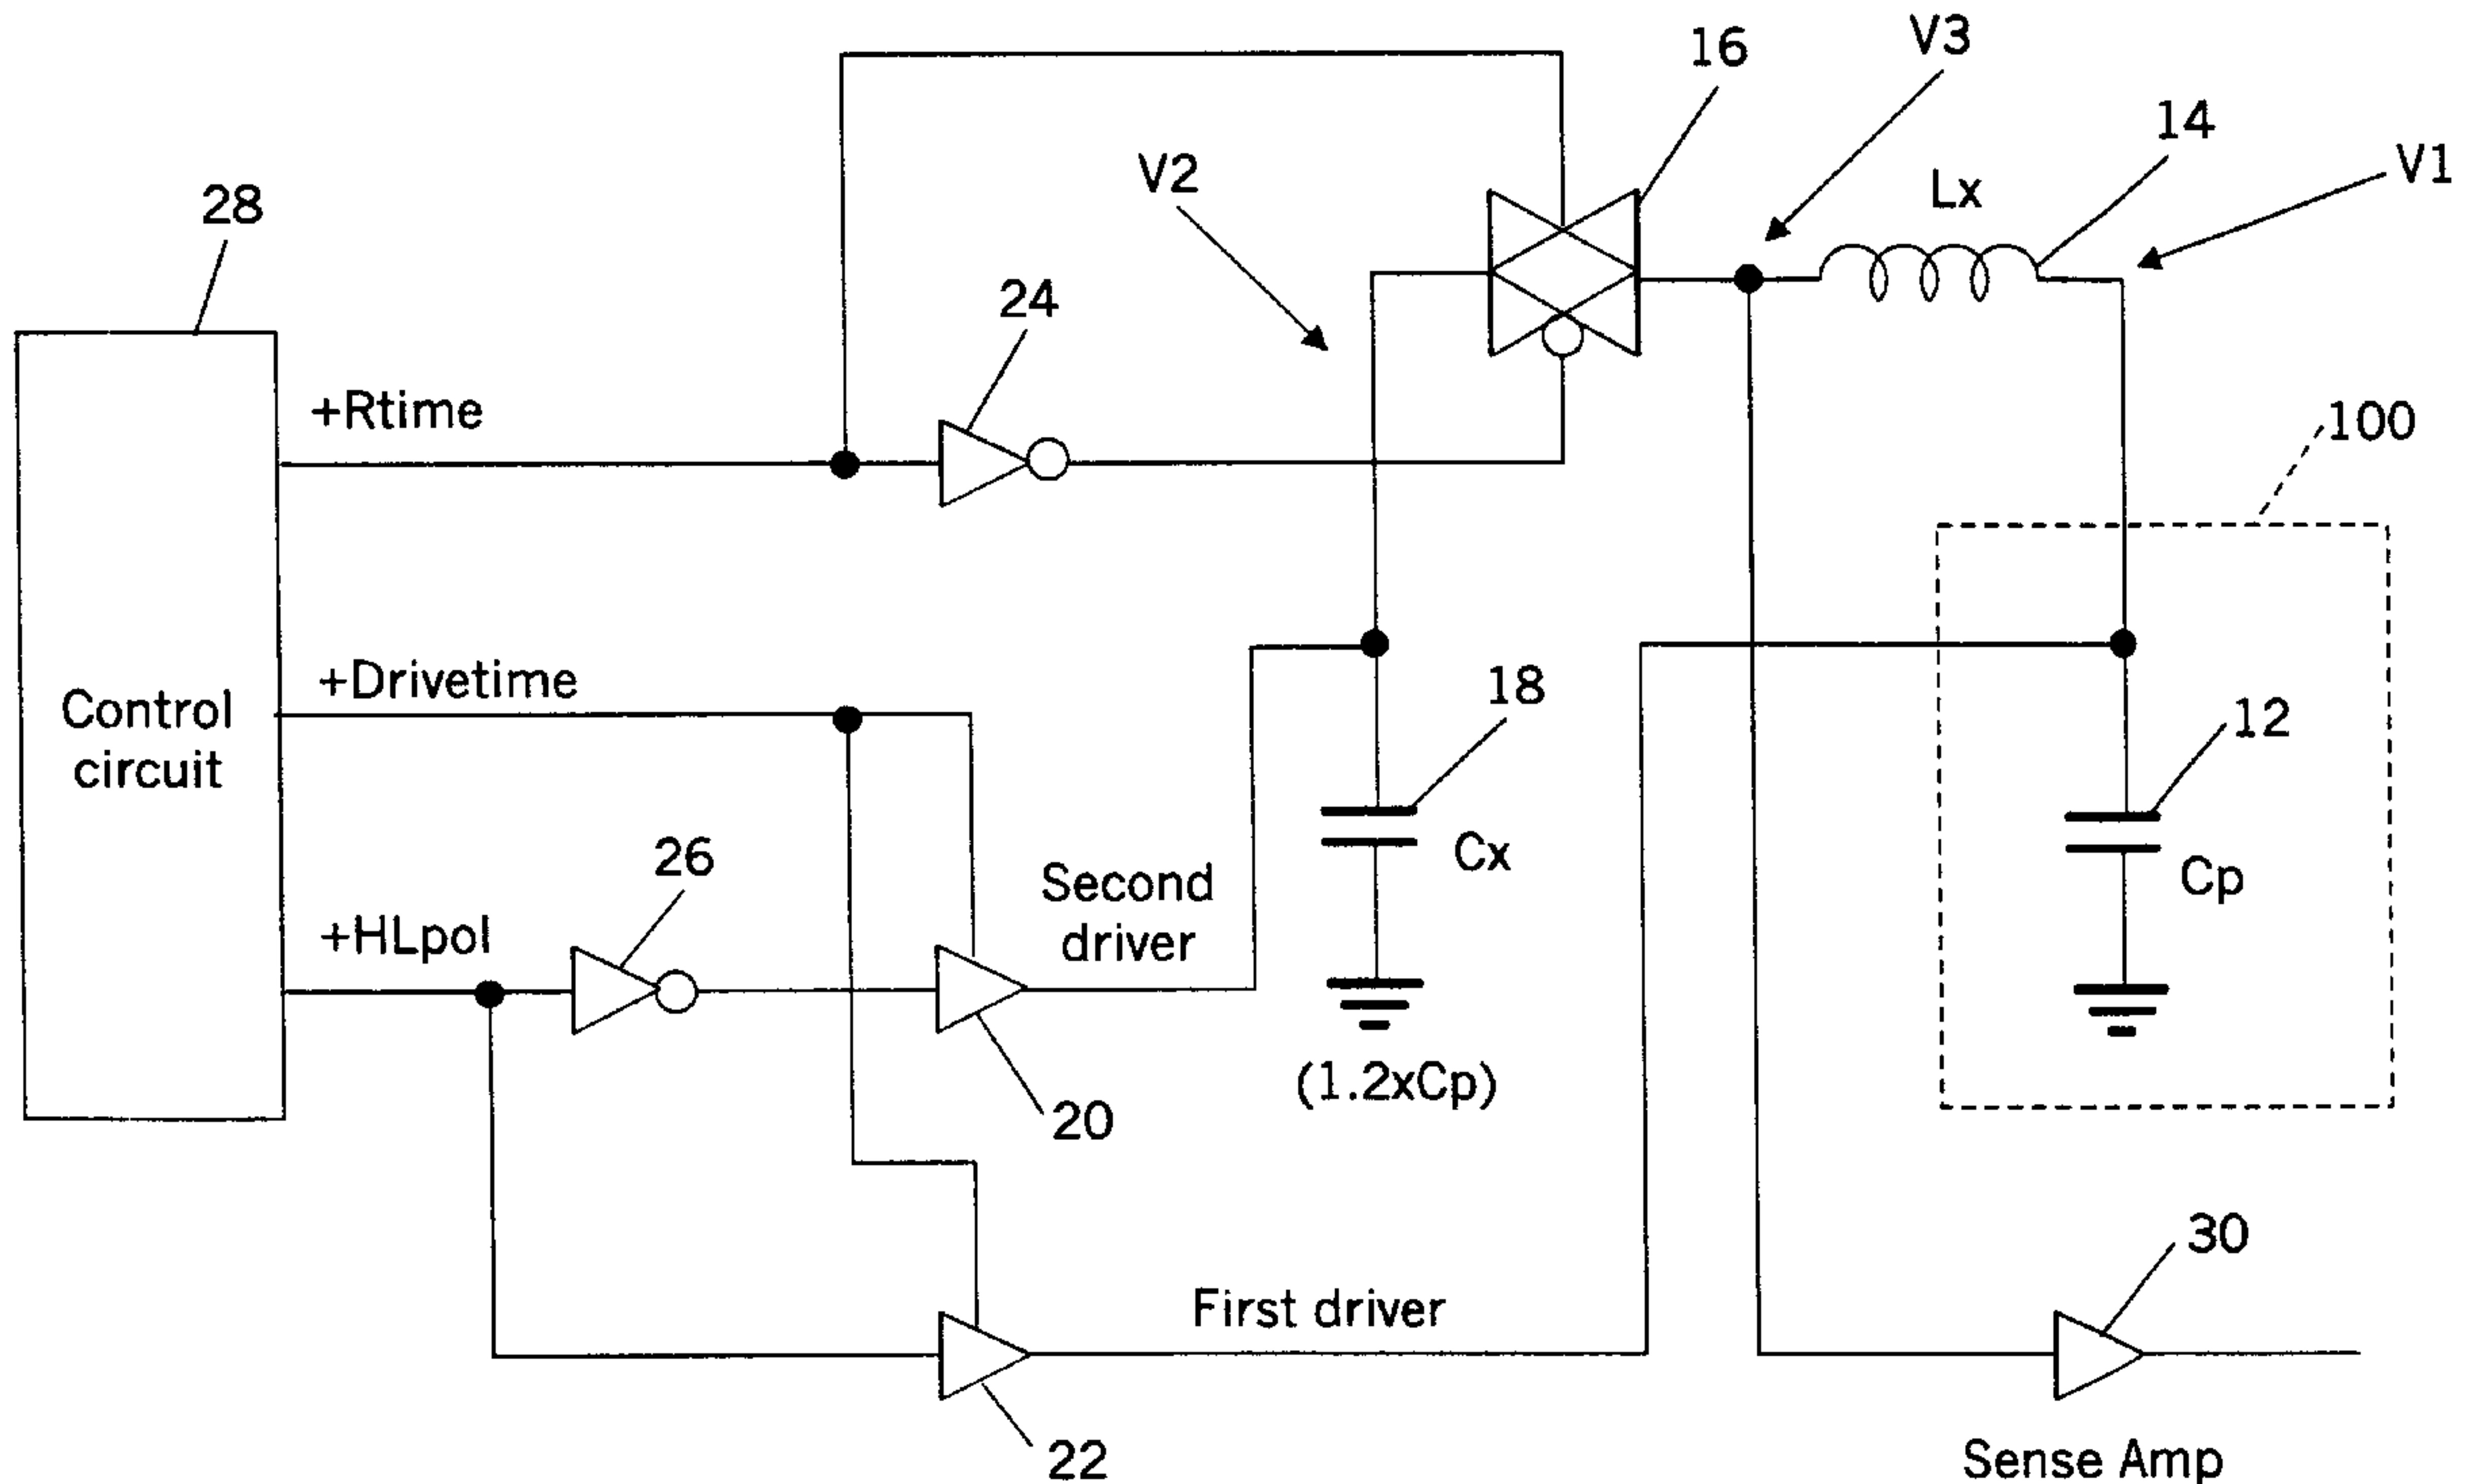 16
V3
14
V1
V2
Lx
28
24
+Rtime
100
+Drivetime
18
12
Control
circuit
26
Second
driver
Cx
Cp
+HLpol
(1.2xCp)
20
30
First driver
22
Sense Amp